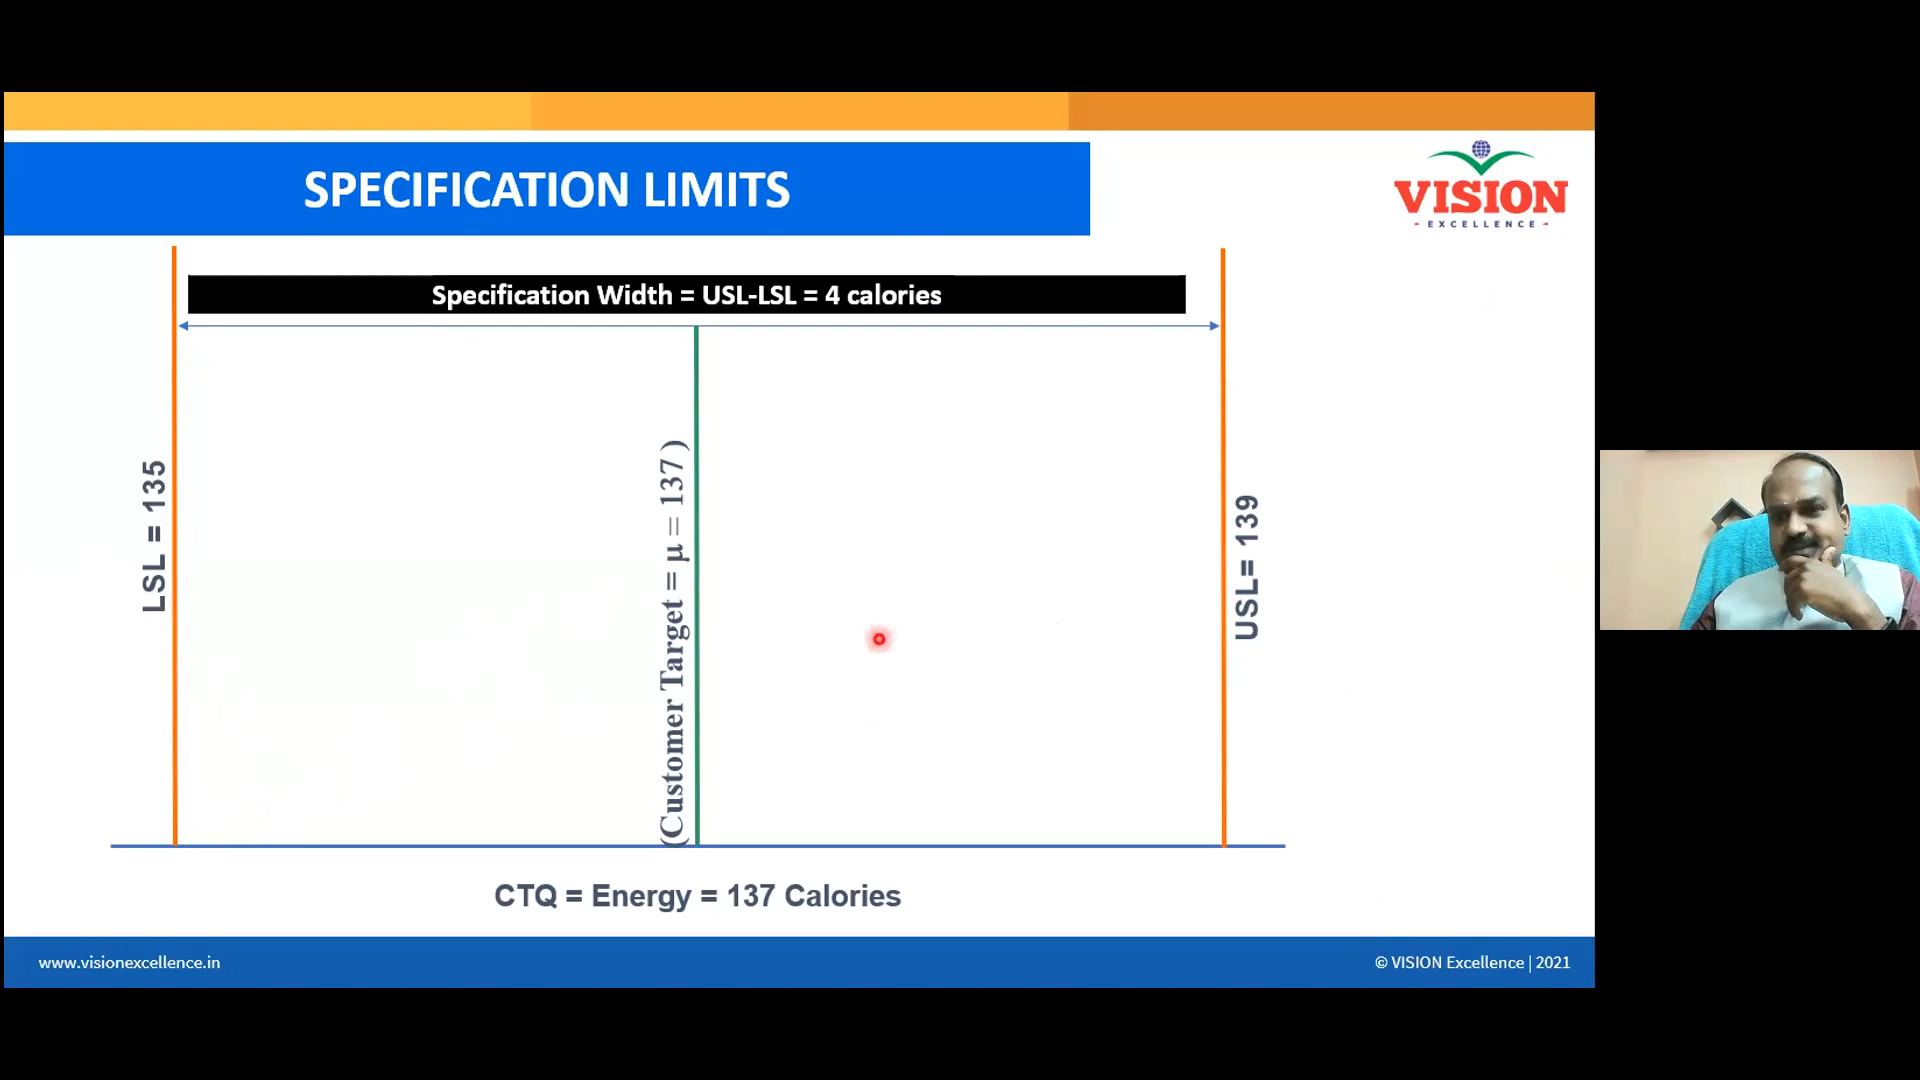 SPECIFICATION LIMITS
VISION
EXCELLENCE
Specification Width = USL-LSL = 4 calories
LSL = 135
(Customer Target = µ = 137 )
USL= 139
CTQ = Energy = 137 Calories
www.visionexcellence.in
© VISION Excellence | 2021